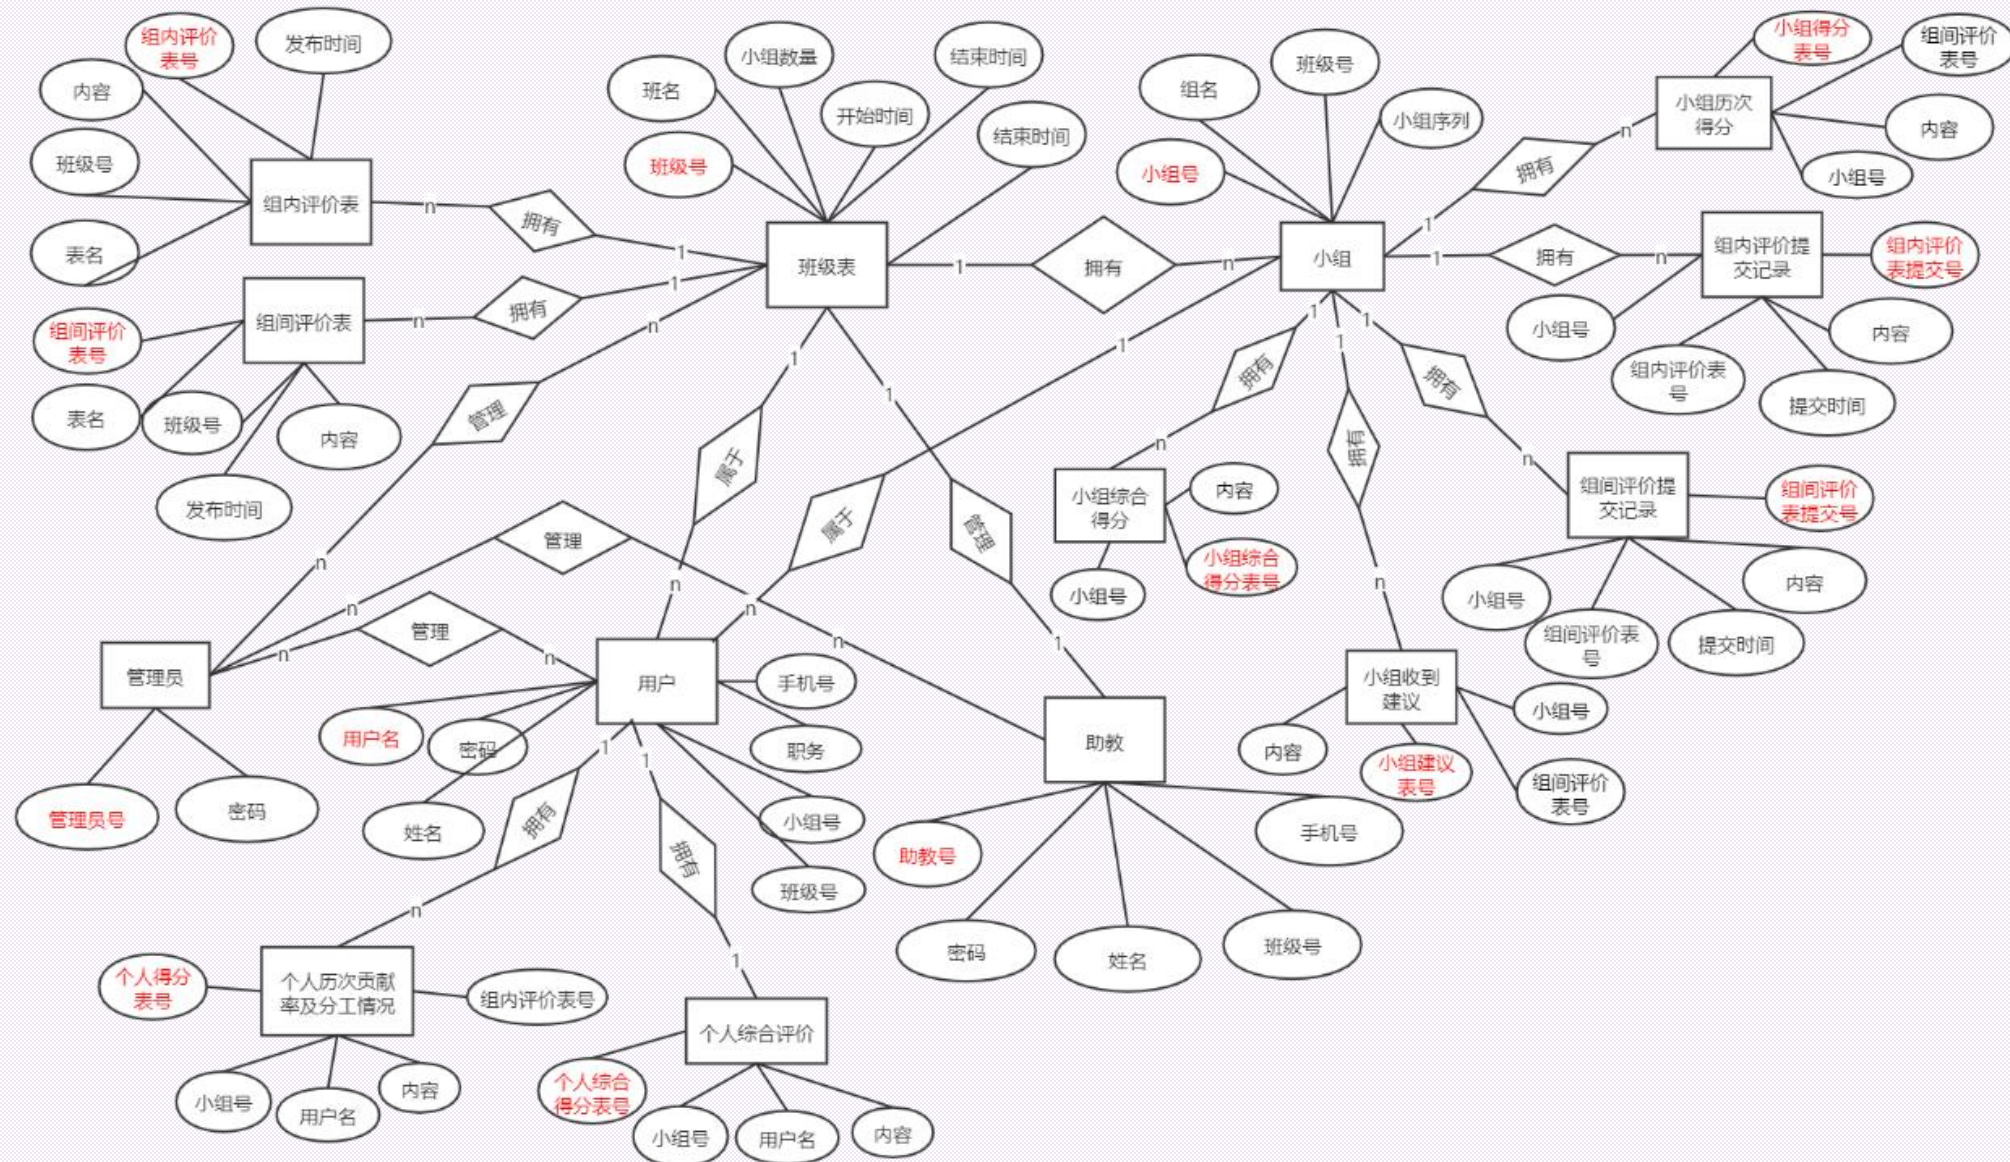 组内评价
表号
发布时间
内容
班级号
表名
组内评价表
n
拥有
1
组间评价
表号
组间评价表
n
拥有
1
表名
班级号
内容
发布时间
班名
小组数量
结束时间
开始时间
班级号
结束时间
班级表
1
拥有
n
组名
班级号
小组序列
小组号
小组
小组得分
表号
组间评价
表号
小组历次
得分
内容
小组号
n
拥有
1
1
拥有
n
组内评价提
交记录
组内评价
表提交号
小组号
内容
组内评价表
号
提交时间
n
管理
n
1
属于
n
1
管理
1
1
属于
n
1
拥有
n
小组综合
得分
内容
小组综合
得分表号
小组号
1
拥有
n
1
拥有
n
组间评价提
交记录
组间评价
表提交号
小组号
内容
组间评价表
号
提交时间
小组收到
建议
小组号
内容
小组建议
表号
组间评价
表号
n
管理
n
n
管理
n
管理员
管理员号
密码
用户
手机号
用户名
密码
职务
姓名
小组号
班级号
助教
助教号
手机号
密码
姓名
班级号
1
拥有
n
1
拥有
1
个人得分
表号
个人历次贡献
率及分工情况
组内评价表号
小组号
用户名
内容
个人综合评价
个人综合
得分表号
小组号
用户名
内容